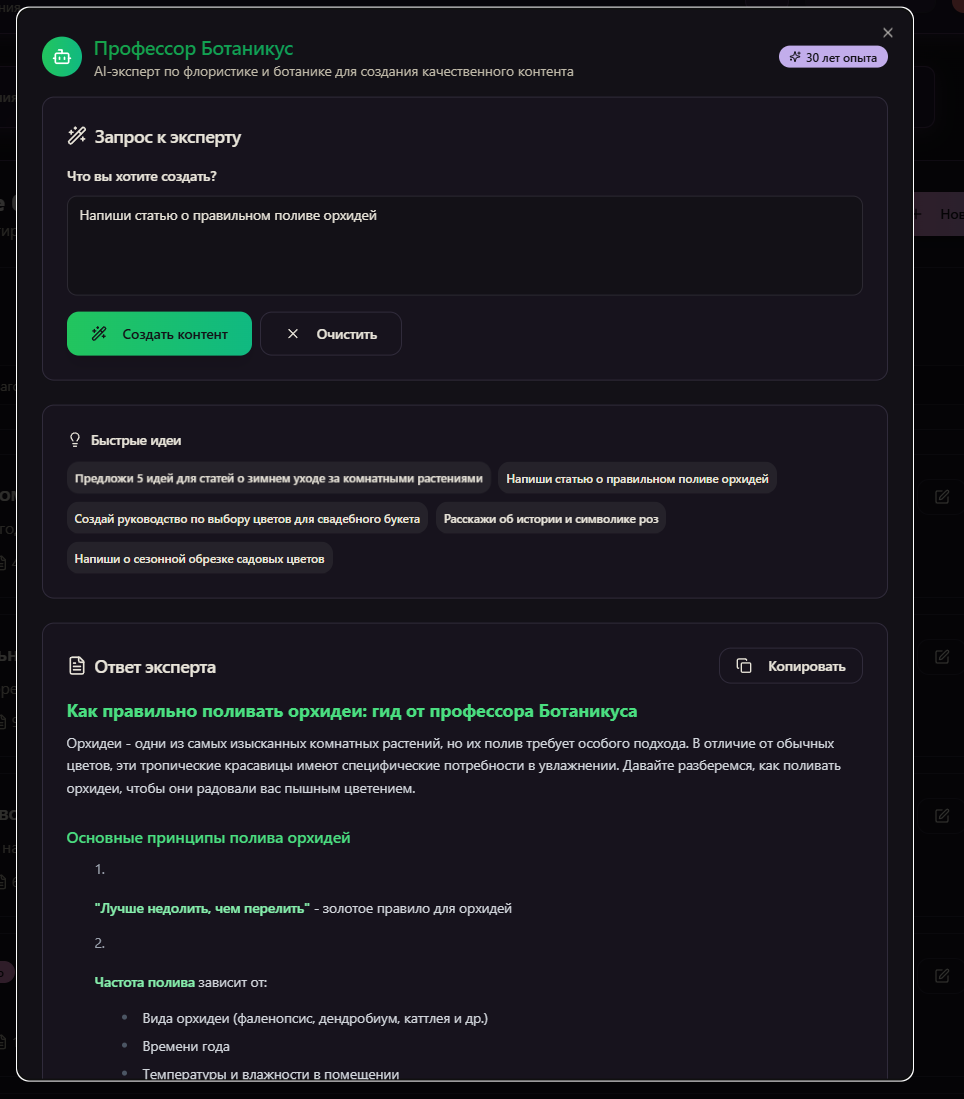 Профессор Ботаникус
AI-эксперт по флористике и ботанике для создания качественного контента
30 лет опыта
Запрос к эксперту
Что вы хотите создать?
Напиши статью о правильном поливе орхидей
Создать контент
Очистить
Быстрые идеи
Предложи 5 идей для статей о зимнем уходе за комнатными растениями
Напиши статью о правильном поливе орхидей
Создай руководство по выбору цветов для свадебного букета
Расскажи об истории и символике роз
Напиши о сезонной обрезке садовых цветов
Ответ эксперта
Копировать
Как правильно поливать орхидеи: гид от профессора Ботаникуса
Орхидеи - одни из самых изысканных комнатных растений, но их полив требует особого подхода. В отличие от обычных
цветов, эти тропические красавицы имеют специфические потребности в увлажнении. Давайте разберемся, как поливать
орхидеи, чтобы они радовали вас пышным цветением.
Основные принципы полива орхидей
1.
"Лучше недолить, чем перелить" - золотое правило для орхидей
2.
Частота полива зависит от:
Вида орхидеи (фаленопсис, дендробиум, каттлея и др.)
Времени года
Температуры и влажности в помещении